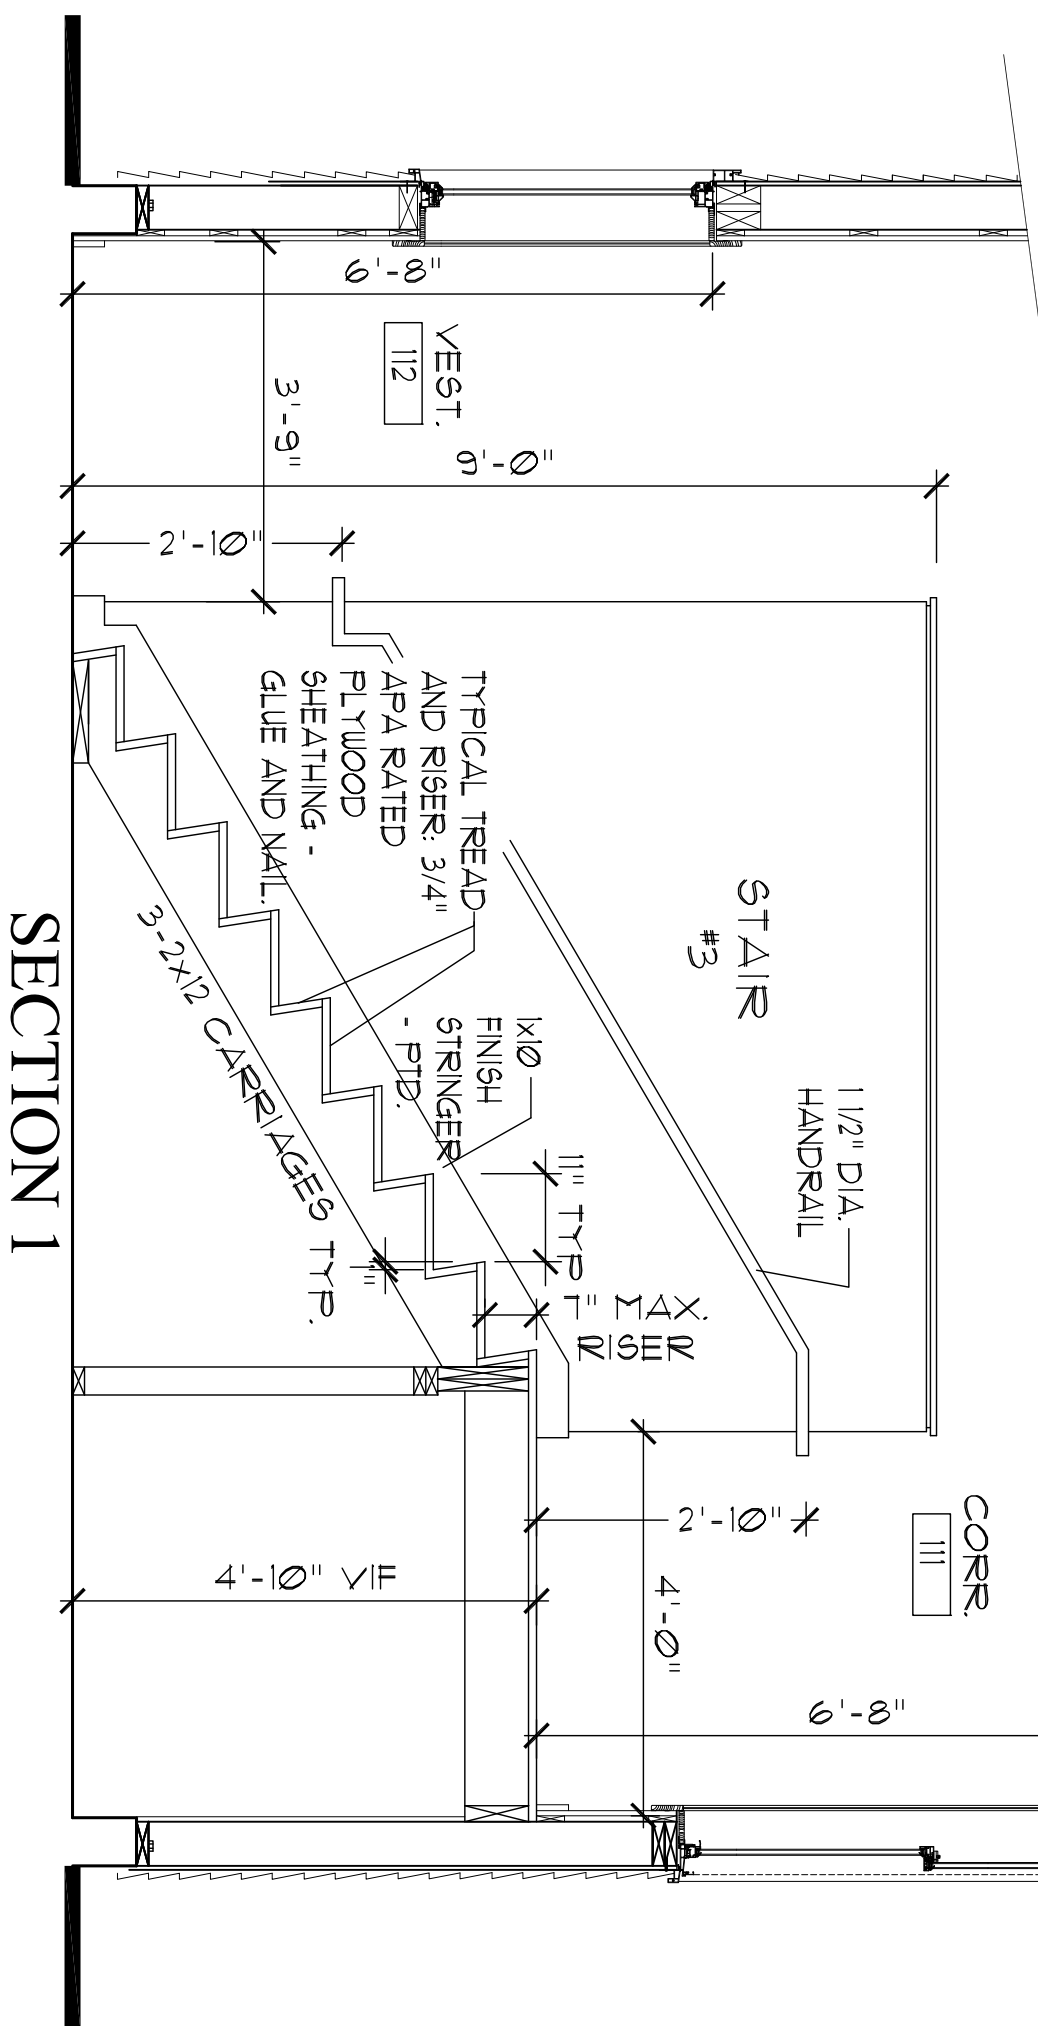 6'-8"
VEST.
112
3'-9"
9'-0"
2'-10"
TYPICAL TREAD
AND RISER: 3/4"
APA RATED
PLYWOOD
SHEATHING -
GLUE AND NAIL.
STAIR
#3
1 1/2" DIA.
HANDRAIL
1x10
FINISH
STRINGER
- PTD.
3-2x12 CARRIAGES TYP.
11" TYP
1"
7" MAX.
RISER
CORR.
111
2'-10"
4'-0"
4'-10" VIF
6'-8"
SECTION 1